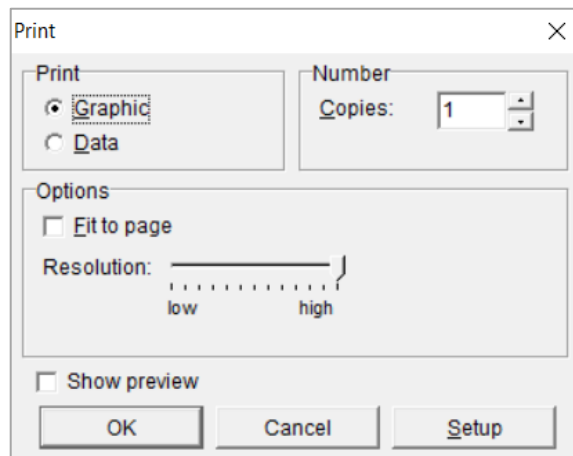 Print
Print
Graphic
Data
Number
Copies: 1
Options
Fit to page
Resolution:
low high
Show preview
OK Cancel Setup